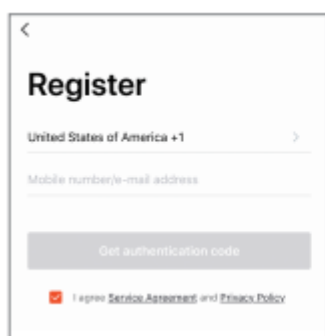 Register
United States of America +1
Mobile number/e-mail address
Get authentication code
I agree Service Agreement and Privacy Policy